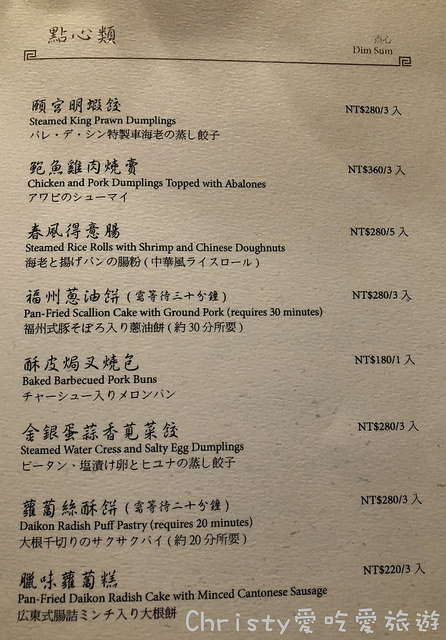 點心類
点心
Dim Sum
頤宮明蝦餃
NT$280/3 入
Steamed King Prawn Dumplings
パレ・デ・シン特製車海老の蒸し餃子
鮑魚雞肉燒賣
NT$360/3 入
Chicken and Pork Dumplings Topped with Abalones
アワビのシューマイ
春風得意腸
NT$280/5 入
Steamed Rice Rolls with Shrimp and Chinese Doughnuts
海老と揚げパンの腸粉 ( 中華風ライスロール )
福州蔥油餅 ( 需等待三十分鐘 )
NT$280/3 入
Pan-Fried Scallion Cake with Ground Pork (requires 30 minutes)
福州式豚そぼろ入り葱油餅 ( 約 30 分所要 )
酥皮焗叉燒包
NT$180/1 入
Baked Barbecued Pork Buns
チャーシュー入りメロンパン
金銀蛋蒜香莧菜餃
NT$280/3 入
Steamed Water Cress and Salty Egg Dumplings
ピータン、塩漬け卵とヒユナの蒸し餃子
蘿蔔絲酥餅 ( 需等待二十分鐘 )
NT$280/3 入
Daikon Radish Puff Pastry (requires 20 minutes)
大根千切りのサクサクパイ ( 約 20 分所要 )
臘味蘿蔔糕
NT$220/3 入
Pan-Fried Daikon Radish Cake with Minced Cantonese Sausage
広東式腸詰ミンチ入り大根餅
Christy愛吃愛旅遊